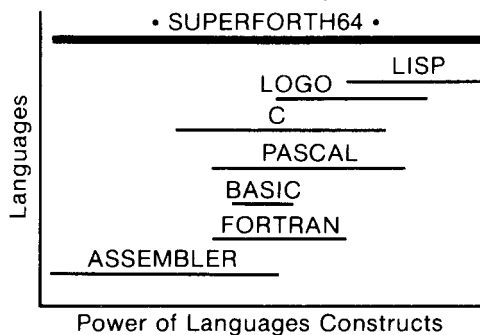 • SUPERFORTH64 •
LISP
LOGO
C
PASCAL
BASIC
FORTRAN
ASSEMBLER
Languages
Power of Languages Constructs